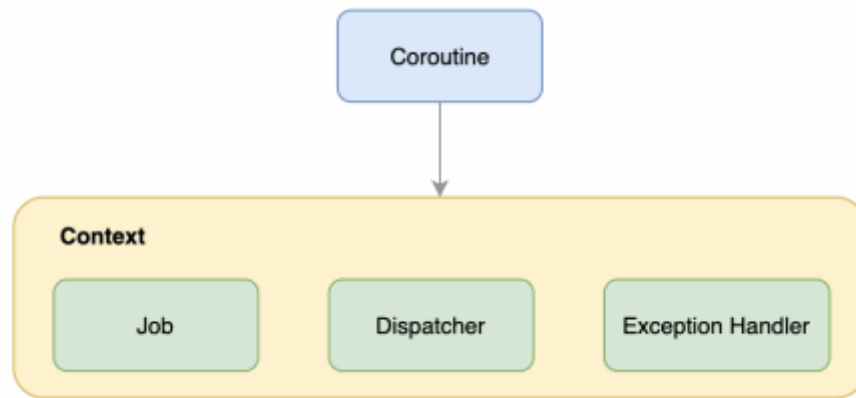 Coroutine
Context
Job
Dispatcher
Exception Handler